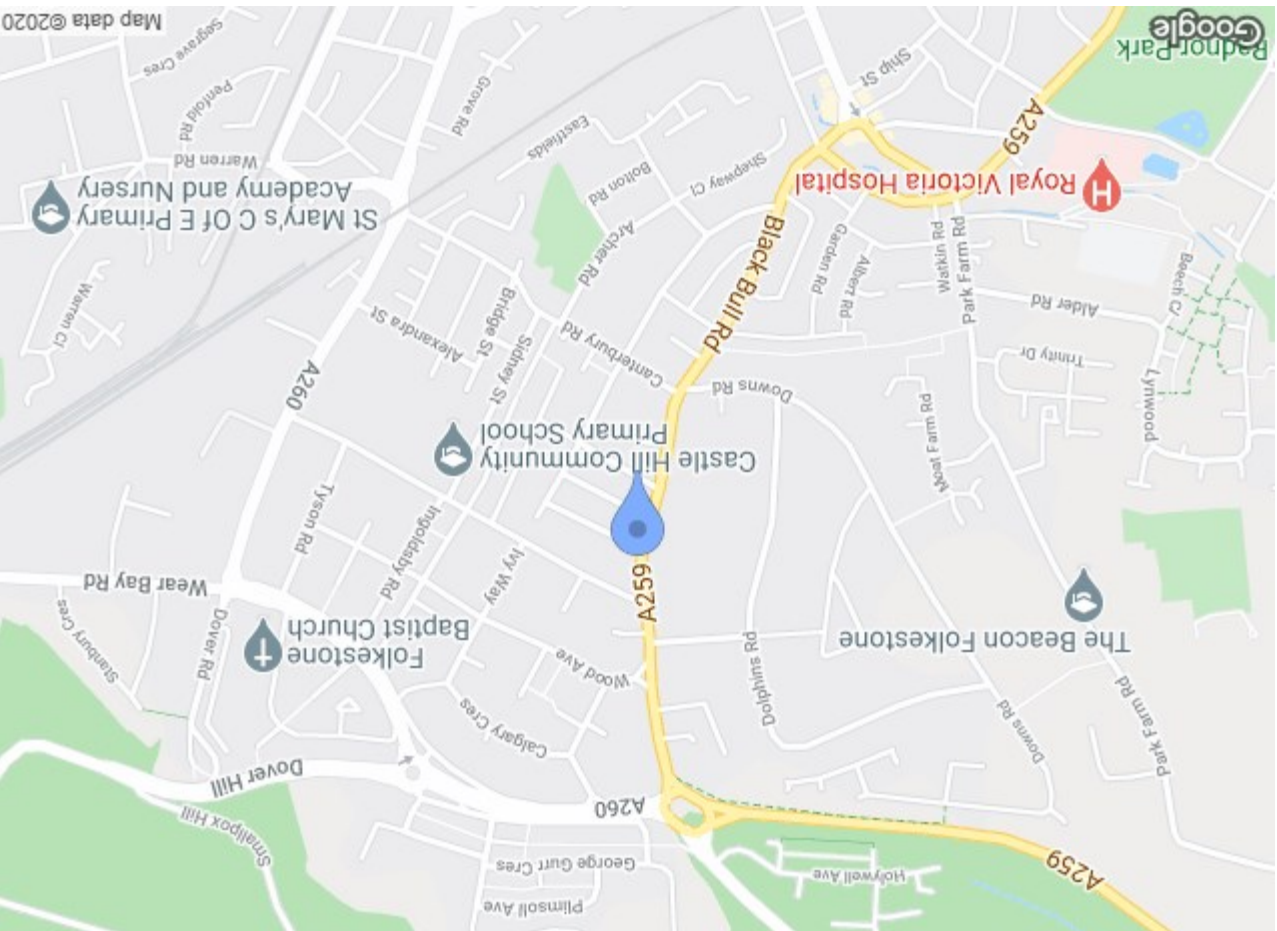 Plimsoll Ave
A259
Holywell Ave
George Gurr Cres
Smallpox Hill
A260
Dover Hill
Park Farm Rd
Downs Rd
Calgary Cres
Dolphins Rd
Wood Ave
Dover Rd
Stanbury Cres
The Beacon Folkestone
Folkestone
Baptist Church
A259
Ivy Way
Wear Bay Rd
Ingoldsby Rd
Tyson Rd
Castle Hill Community
Primary School
Moat Farm Rd
Lynwood
Downs Rd
A260
Trinity Dr
Canterbury Rd
Sidney St
Alexandra St
Bridge St
Alder Rd
Park Farm Rd
Watkin Rd
Albert Rd
Garden Rd
Black Bull Rd
Beech Cl
Warren Cl
Archer Rd
Royal Victoria Hospital
H
St Mary's C Of E Primary
Academy and Nursery
Shepway Cl
Bolton Rd
Warren Rd
A259
Eastfields
Penfold Rd
Grove Rd
Ship St
Radnor Park
Segrave Cres
Google
Map data ©2020